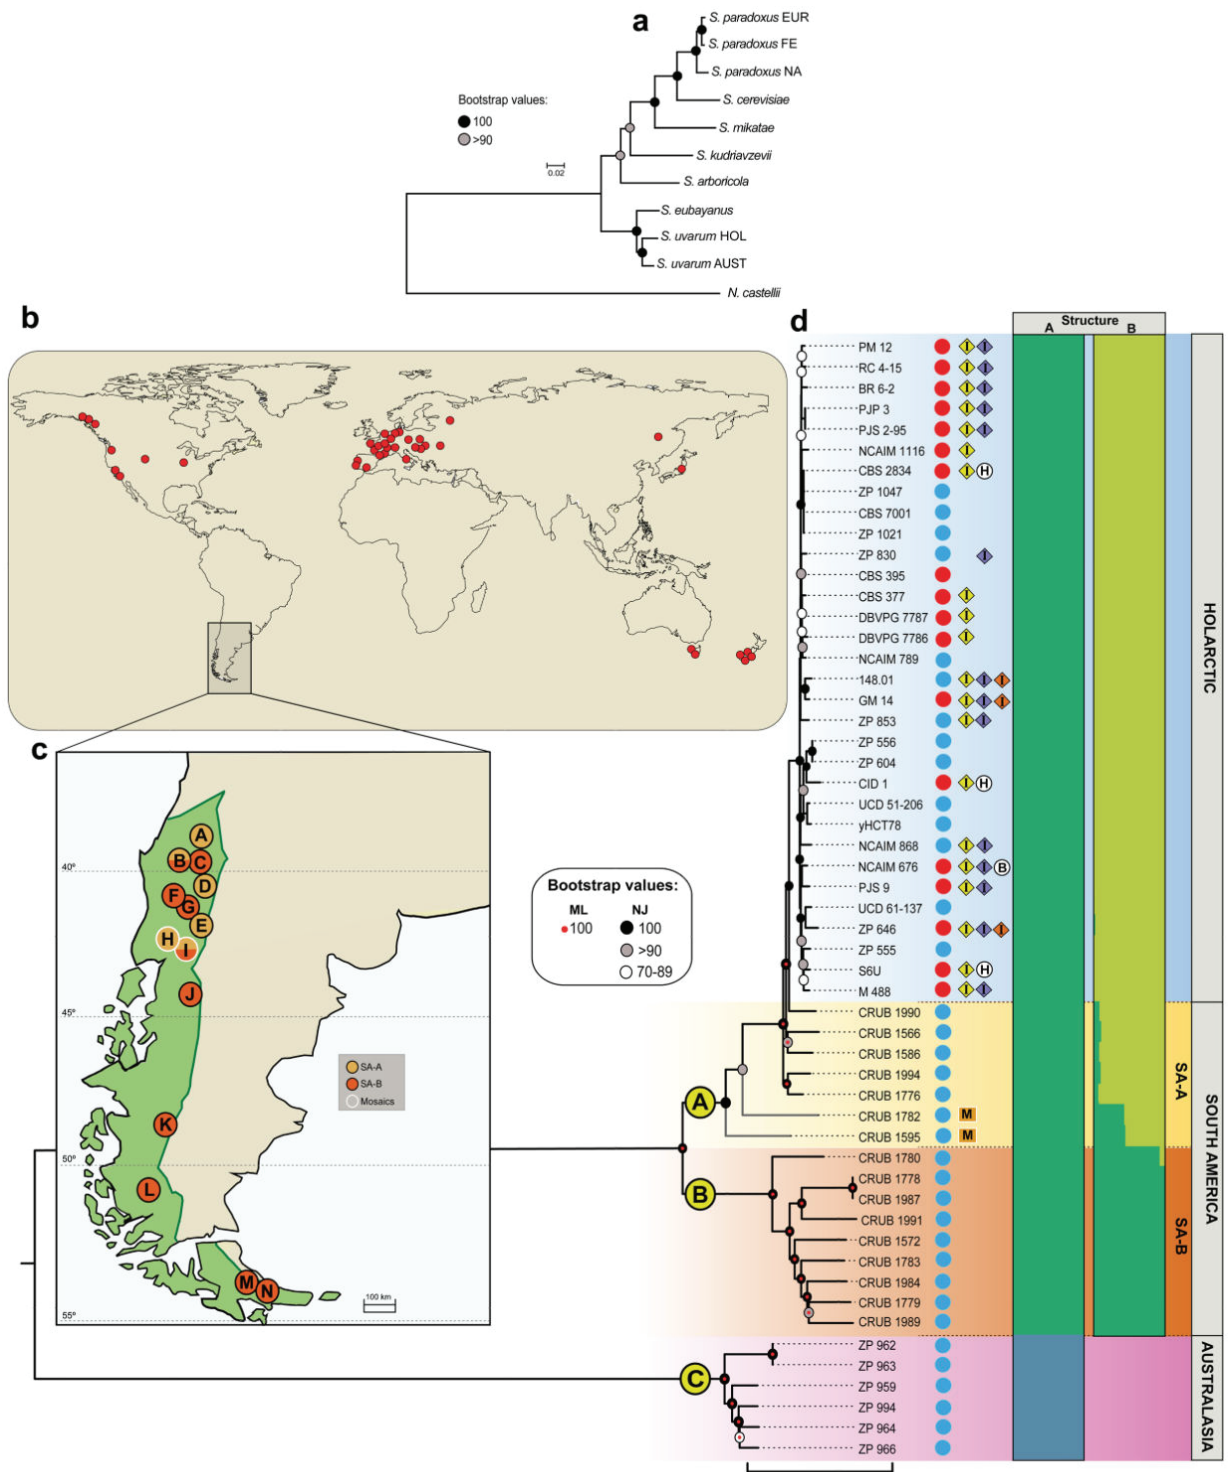 a
S. paradoxus EUR
S. paradoxus FE
S. paradoxus NA
S. cerevisiae
S. mikatae
S. kudriavzevii
S. arboricola
S. eubayanus
S. uvarum HOL
S. uvarum AUST
N. castellii
Bootstrap values:
100
>90
0.02
b
c
40º
45º
50º
55º
A
B
C
D
F
G
E
H
I
J
K
L
M
N
SA-A
SA-B
Mosaics
100 km
d
Structure
A B
Bootstrap values:
ML NJ
100 100
>90
70-89
PM 12 I I
RC 4-15 I I
BR 6-2 I I
PJP 3 I I
PJS 2-95 I I
NCAIM 1116 I
CBS 2834 I H
ZP 1047
CBS 7001
ZP 1021
ZP 830 I
CBS 395
CBS 377 I
DBVPG 7787 I
DBVPG 7786 I
NCAIM 789
148.01 I I I
GM 14 I I I
ZP 853 I I
ZP 556
ZP 604
CID 1 I H
UCD 51-206
yHCT78
NCAIM 868 I I
NCAIM 676 I I B
PJS 9 I I
UCD 61-137
ZP 646 I I I
ZP 555
S6U I H
M 488 I I
CRUB 1990
CRUB 1566
CRUB 1586
CRUB 1994
CRUB 1776
CRUB 1782 M
CRUB 1595 M
CRUB 1780
CRUB 1778
CRUB 1987
CRUB 1991
CRUB 1572
CRUB 1783
CRUB 1984
CRUB 1779
CRUB 1989
ZP 962
ZP 963
ZP 959
ZP 994
ZP 964
ZP 966
A
B
C
HOLARCTIC
SA-A
SA-B
SOUTH AMERICA
AUSTRALASIA